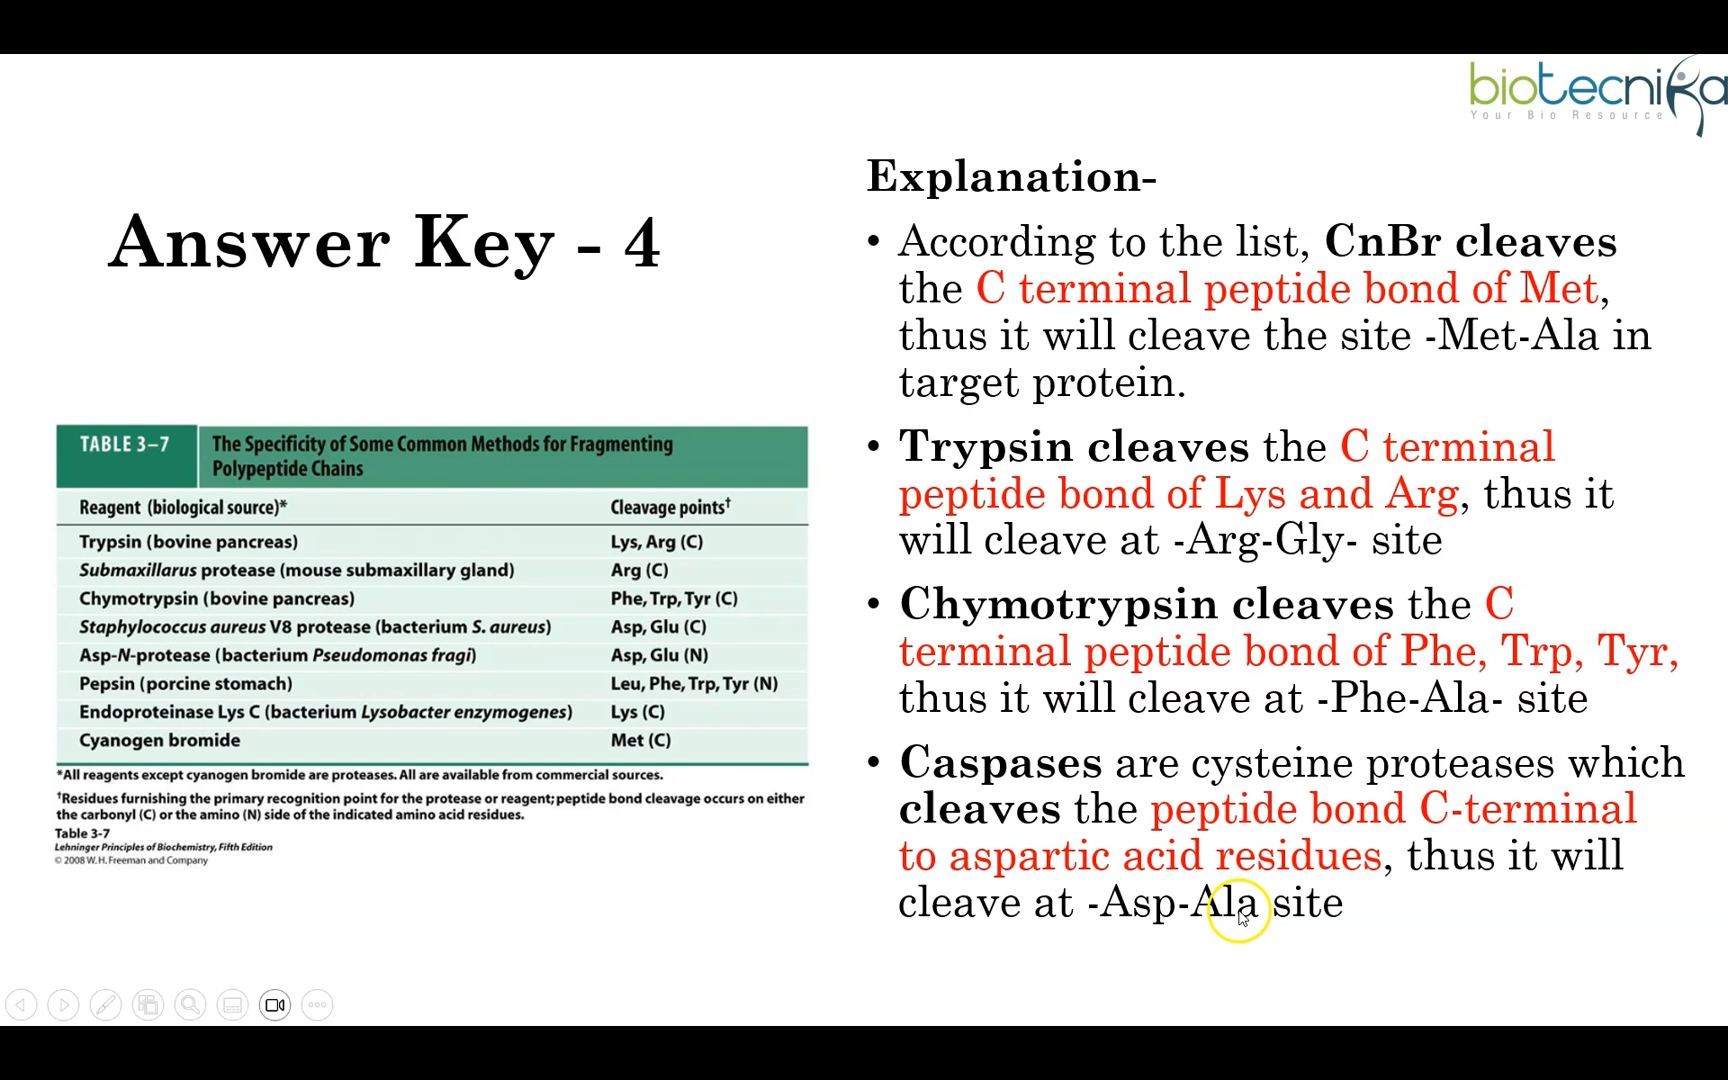 biotecnika
Your Bio Resource
Answer Key - 4
TABLE 3–7
The Specificity of Some Common Methods for Fragmenting
Polypeptide Chains
Reagent (biological source)* Cleavage points†
Trypsin (bovine pancreas) Lys, Arg (C)
Submaxillarus protease (mouse submaxillary gland) Arg (C)
Chymotrypsin (bovine pancreas) Phe, Trp, Tyr (C)
Staphylococcus aureus V8 protease (bacterium S. aureus) Asp, Glu (C)
Asp-N-protease (bacterium Pseudomonas fragi) Asp, Glu (N)
Pepsin (porcine stomach) Leu, Phe, Trp, Tyr (N)
Endoproteinase Lys C (bacterium Lysobacter enzymogenes) Lys (C)
Cyanogen bromide Met (C)
*All reagents except cyanogen bromide are proteases. All are available from commercial sources.
†Residues furnishing the primary recognition point for the protease or reagent; peptide bond cleavage occurs on either
the carbonyl (C) or the amino (N) side of the indicated amino acid residues.
Table 3-7
Lehninger Principles of Biochemistry, Fifth Edition
© 2008 W. H. Freeman and Company
Explanation-
• According to the list, CnBr cleaves
the C terminal peptide bond of Met,
thus it will cleave the site -Met-Ala in
target protein.
• Trypsin cleaves the C terminal
peptide bond of Lys and Arg, thus it
will cleave at -Arg-Gly- site
• Chymotrypsin cleaves the C
terminal peptide bond of Phe, Trp, Tyr,
thus it will cleave at -Phe-Ala- site
• Caspases are cysteine proteases which
cleaves the peptide bond C-terminal
to aspartic acid residues, thus it will
cleave at -Asp-Ala site